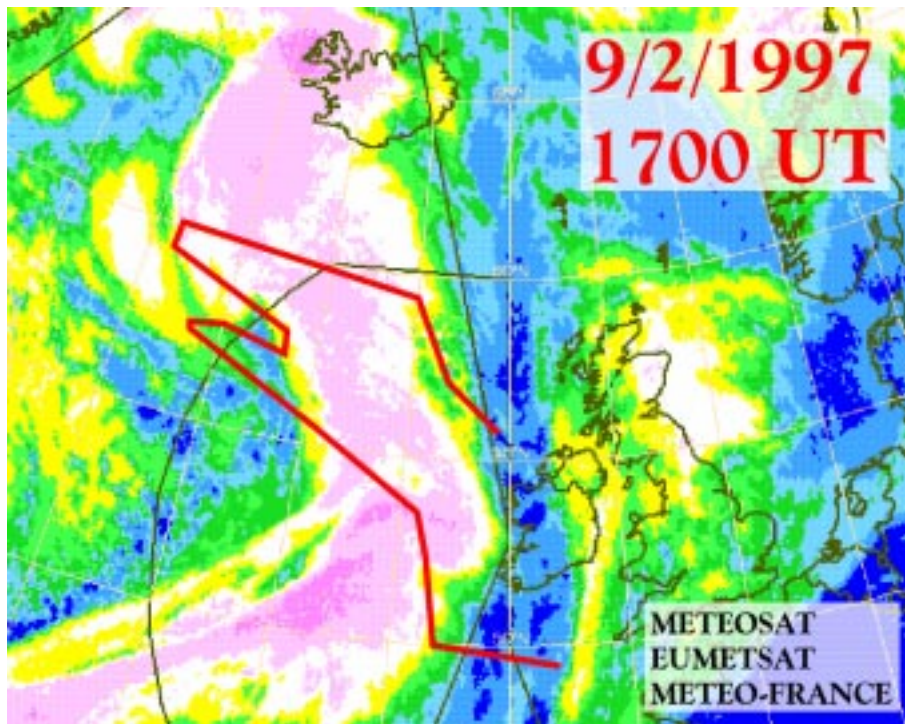 9/2/1997
1700 UT
METEOSAT
EUMETSAT
METEO-FRANCE